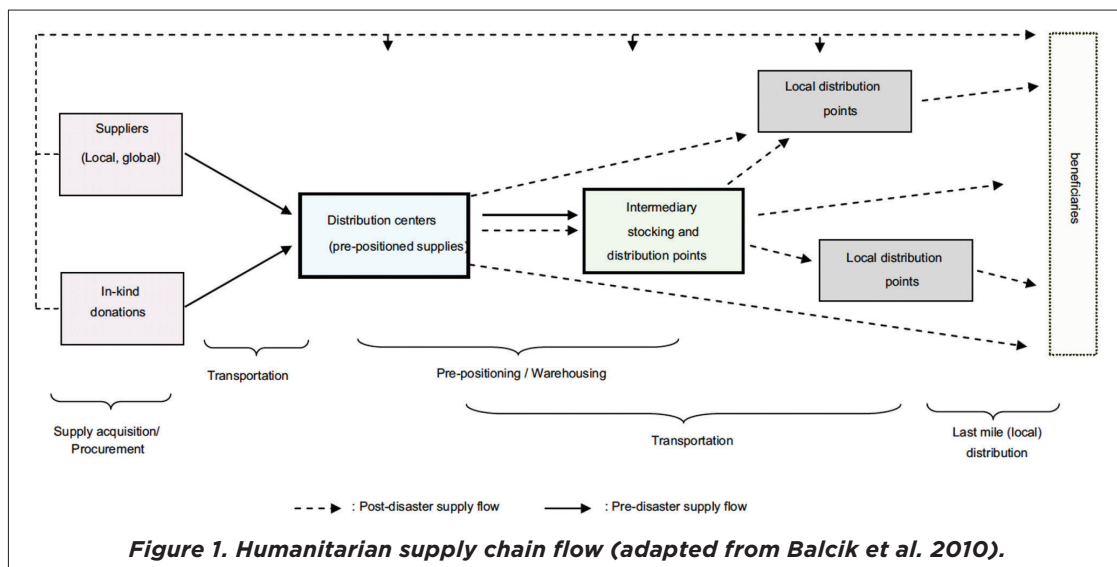 Suppliers
(Local, global)
In-kind
donations
Distribution centers
(pre-positioned supplies)
Intermediary
stocking and
distribution points
Local distribution
points
Local distribution
points
beneficiaries
Transportation
Pre-positioning / Warehousing
Supply acquisition/
Procurement
Transportation
Last mile (local)
distribution
: Post-disaster supply flow
: Pre-disaster supply flow
Figure 1. Humanitarian supply chain flow (adapted from Balcik et al. 2010).